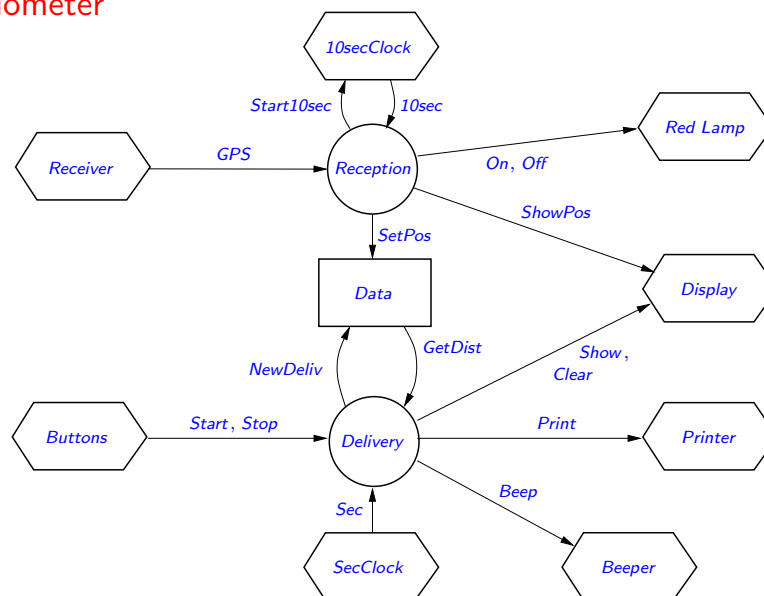 10secClock
Start10sec
10sec
Red Lamp
GPS
Receiver
Reception
On, Off
ShowPos
SetPos
Data
Display
GetDist
Show,
Clear
NewDeliv
Start, Stop
Print
Buttons
Delivery
Printer
Beep
Sec
SecClock
Beeper